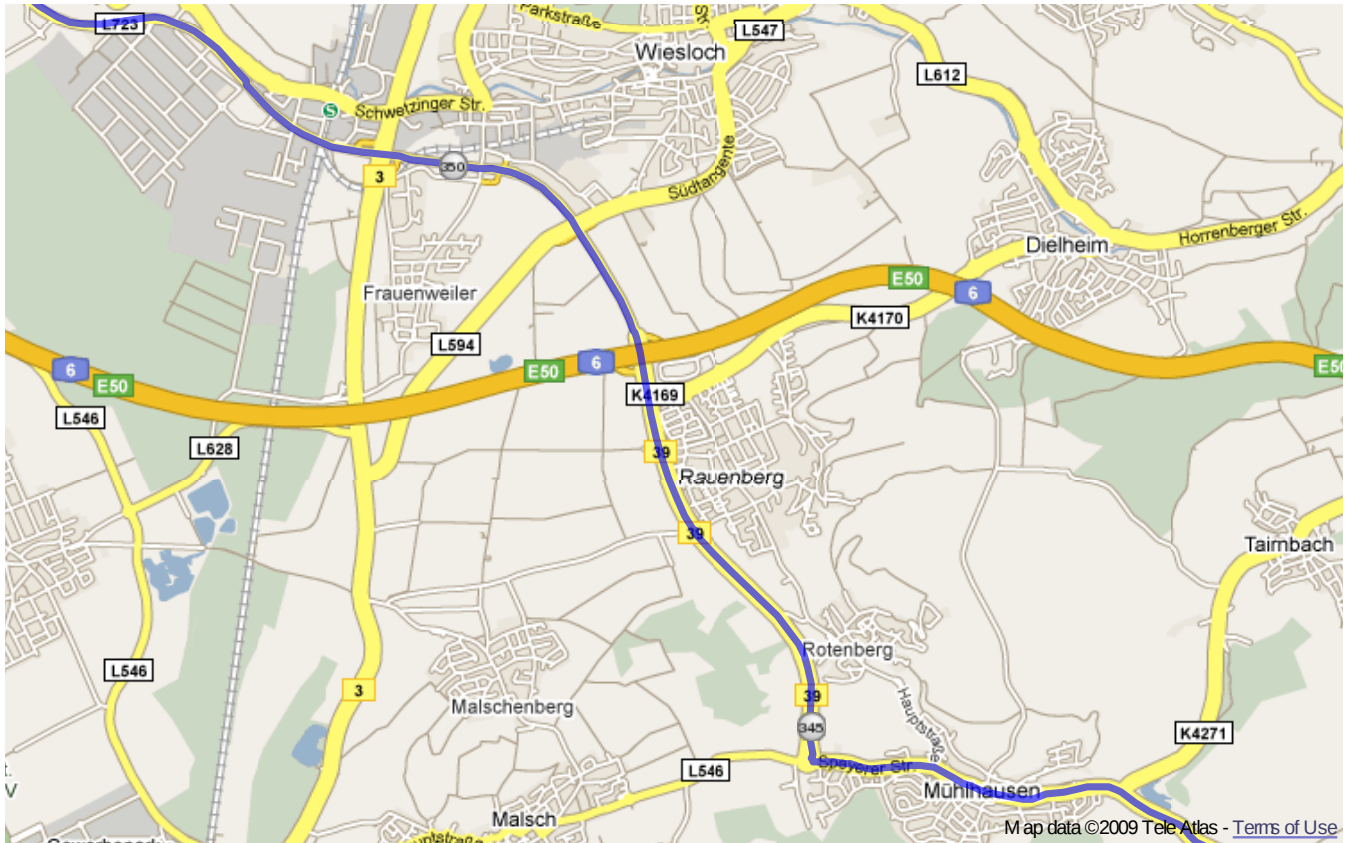 L723
Parkstraße
Str.
L547
Wiesloch
L612
Schwetzinger Str.
S
350
3
Südtangente
Horrenberger Str.
Dielheim
Frauenweiler
E50
6
K4170
L594
6
E50
6
E50
E50
K4169
L546
L628
39
Rauenberg
39
Tairnbach
Rotenberg
L546
3
39
Malschenberg
Hauptstraße
345
K4271
L546
Speyerer Str.
Mühlhausen
Malsch
Map data ©2009 Tele Atlas - Terms of Use